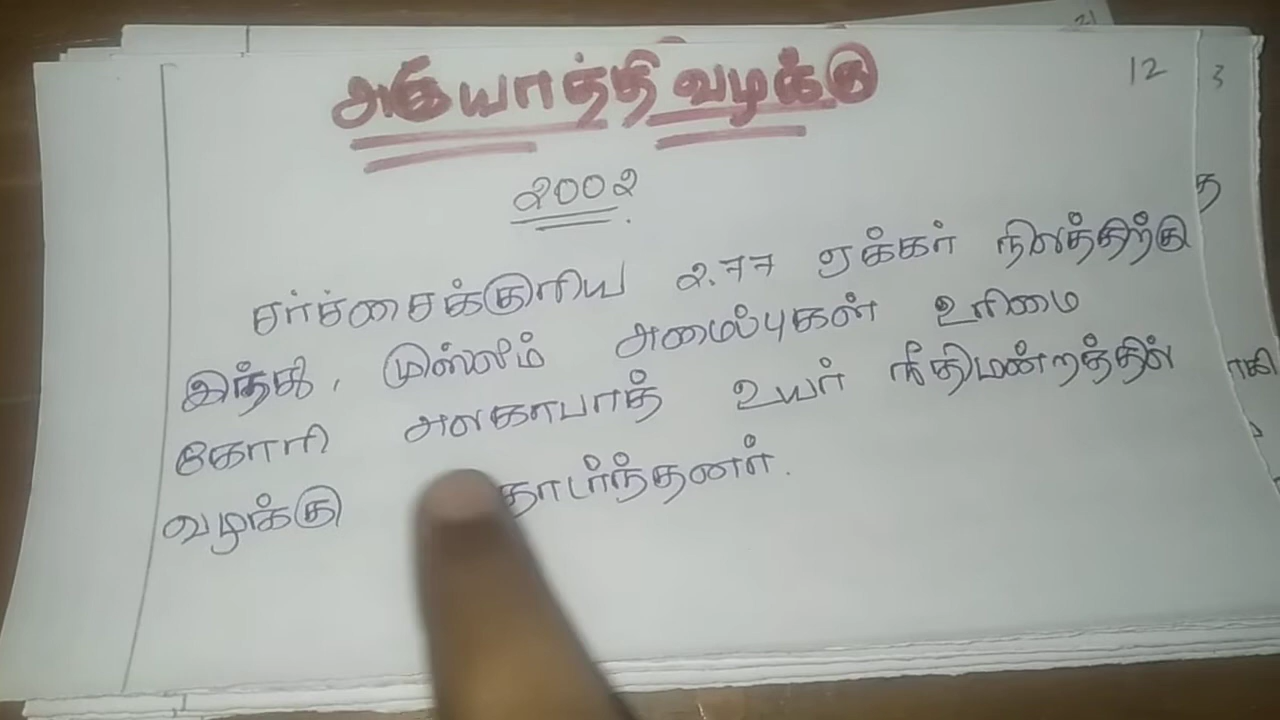 அயோத்தி வழக்கு
12
3
2002
த
சர்ச்சைக்குரிய 2.77 ஏக்கர் நிலத்திற்கு
இந்து, முஸ்லீம் அமைப்புகள் உரிமை
கோரி அலகாபாத் உயர் நீதிமன்றத்தில்
வழக்கு தொடர்ந்தனர்.